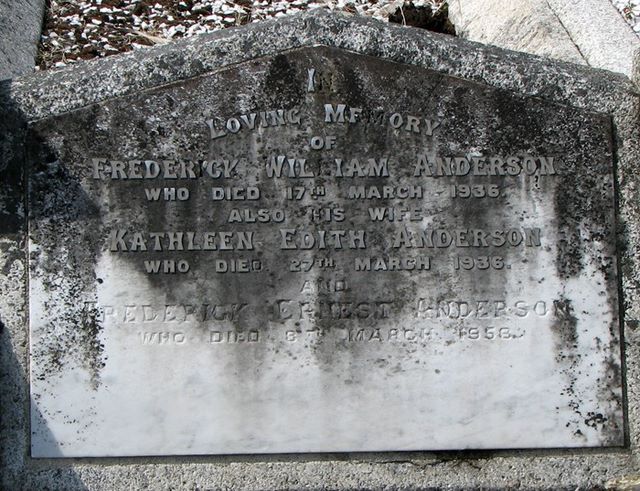 IN
LOVING MEMORY
OF
FREDERICK WILLIAM ANDERSON
WHO DIED 17TH MARCH 1936.
ALSO HIS WIFE
KATHLEEN EDITH ANDERSON
WHO DIED 27TH MARCH 1936.
AND
FREDERICK ERNEST ANDERSON
WHO DIED 8TH MARCH 1958.